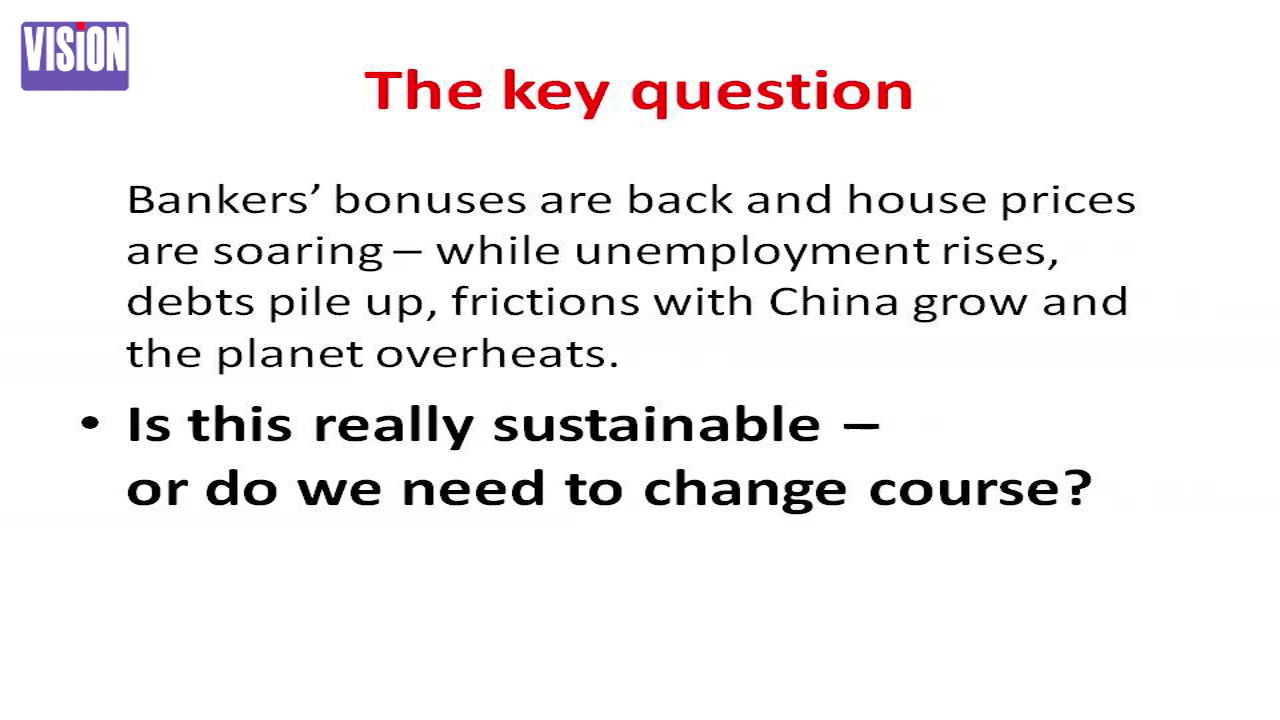 VISiON
The key question
Bankers’ bonuses are back and house prices
are soaring – while unemployment rises,
debts pile up, frictions with China grow and
the planet overheats.
• Is this really sustainable –
or do we need to change course?